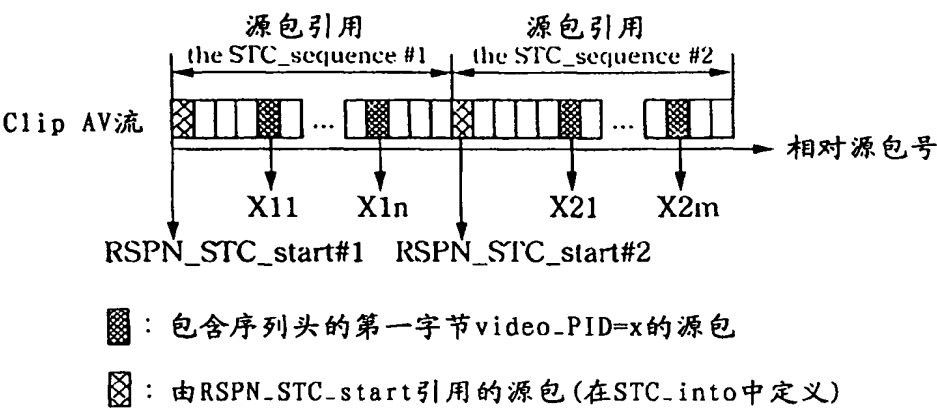 源包引用 源包引用
the STC_sequence #1 the STC_sequence #2
Clip AV流
...
...
相对源包号
X11 X1n X21 X2m
RSPN_STC_start#1 RSPN_STC_start#2
: 包含序列头的第一字节video_PID=x的源包
: 由RSPN_STC_start引用的源包(在STC_into中定义)